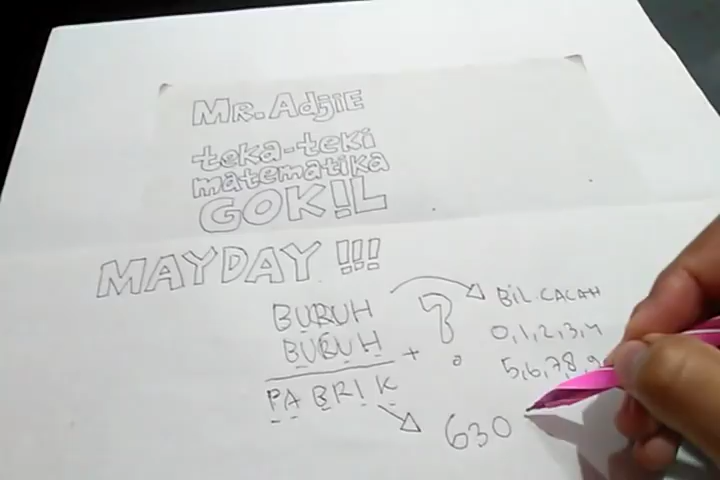 MR. AdjiE
teka-teki
matematika
GOK!L
MAYDAY !!!
BURUH
BURUH +
PABRIK
?
BIL. CACAH
0,1,2,3,4
5,6,7,8,9
630